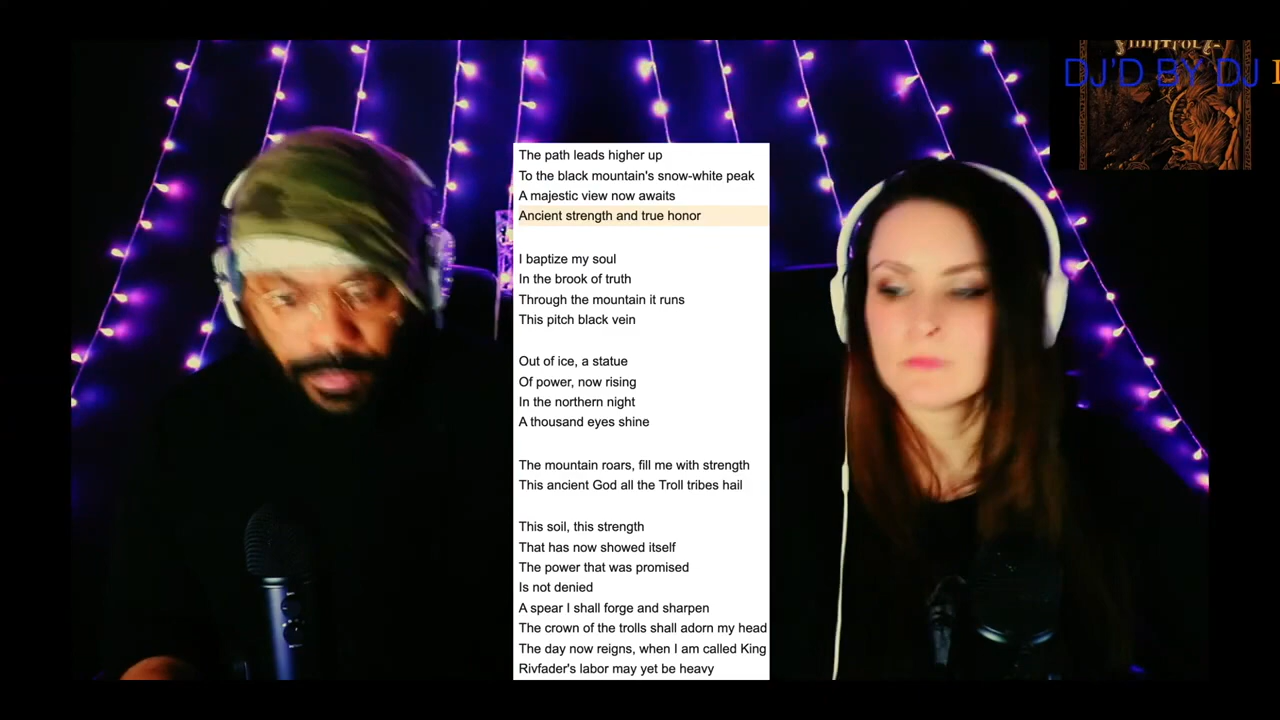 DJ'D BY DJ
The path leads higher up
To the black mountain's snow-white peak
A majestic view now awaits
Ancient strength and true honor
I baptize my soul
In the brook of truth
Through the mountain it runs
This pitch black vein
Out of ice, a statue
Of power, now rising
In the northern night
A thousand eyes shine
The mountain roars, fill me with strength
This ancient God all the Troll tribes hail
This soil, this strength
That has now showed itself
The power that was promised
Is not denied
A spear I shall forge and sharpen
The crown of the trolls shall adorn my head
The day now reigns, when I am called King
Rivfader's labor may yet be heavy